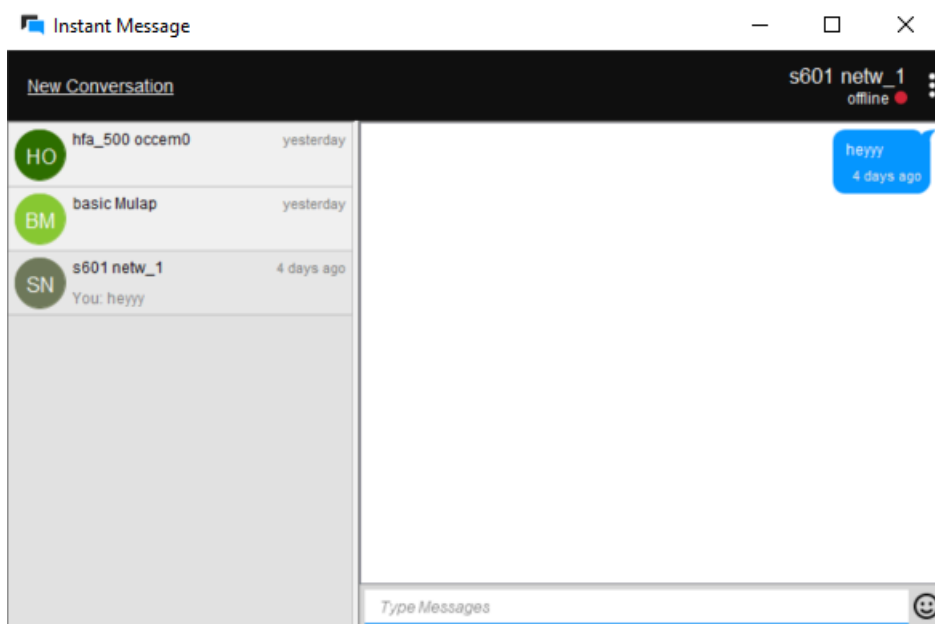 Instant Message
New Conversation
s601 netw_1
offline
HO
hfa_500 occem0
yesterday
BM
basic Mulap
yesterday
SN
s601 netw_1
4 days ago
You: heyyy
heyyy
4 days ago
Type Messages